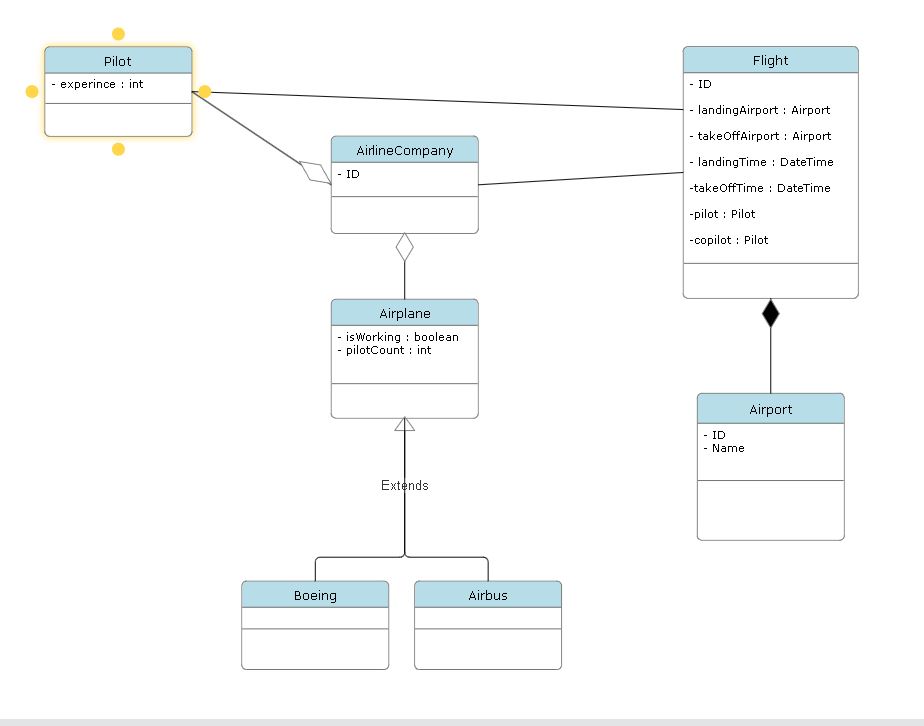 Pilot
- experince : int
Flight
- ID
- landingAirport : Airport
- takeOffAirport : Airport
- landingTime : DateTime
-takeOffTime : DateTime
-pilot : Pilot
-copilot : Pilot
AirlineCompany
- ID
Airplane
- isWorking : boolean
- pilotCount : int
Airport
- ID
- Name
Extends
Boeing
Airbus